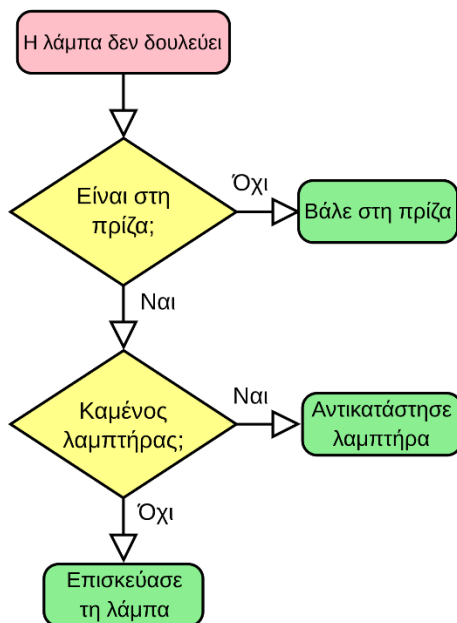 Η λάμπα δεν δουλεύει
Είναι στη
πρίζα;
Όχι
Βάλε στη πρίζα
Ναι
Καμένος
λαμπτήρας;
Ναι
Αντικατάστησε
λαμπτήρα
Όχι
Επισκεύασε
τη λάμπα